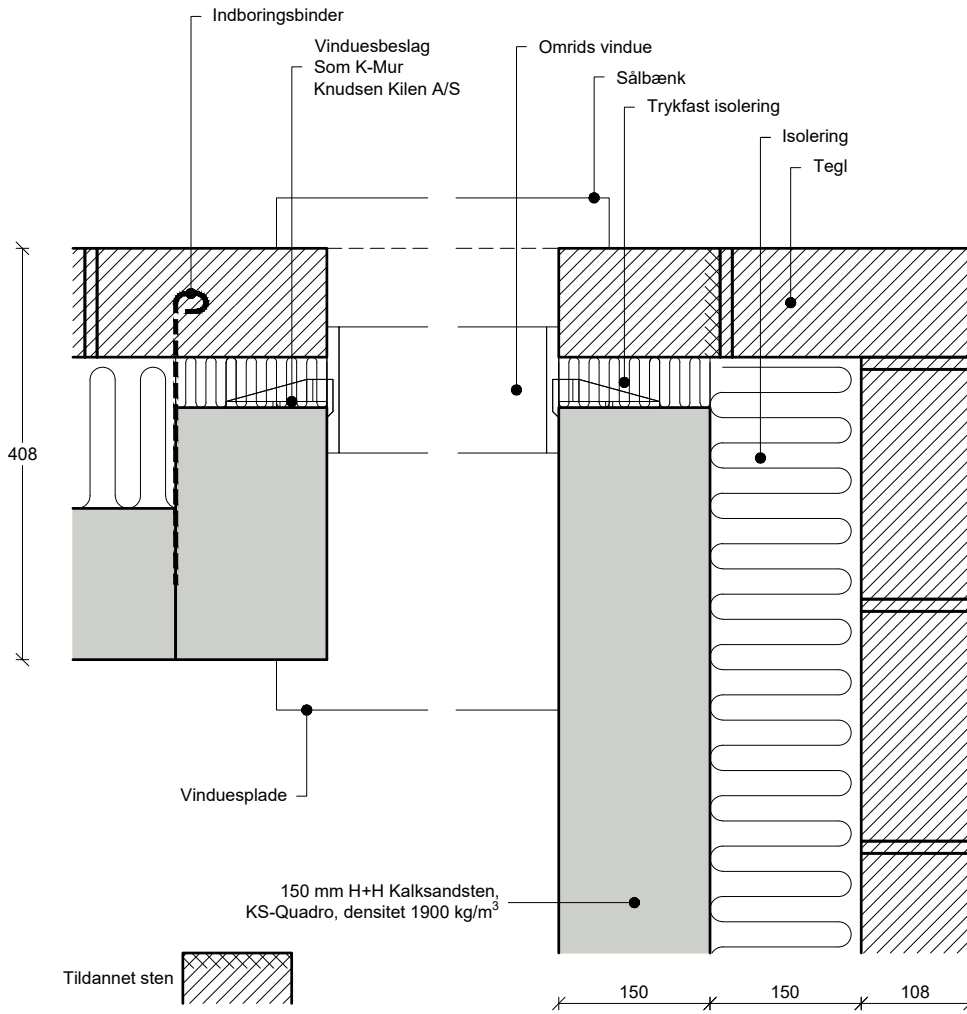 Indboringsbinder
Vinduesbeslag
Som K-Mur
Knudsen Kilen A/S
Omrids vindue
Sålbænk
Trykfast isolering
Isolering
Tegl
408
Vinduesplade
150 mm H+H Kalksandsten,
KS-Quadro, densitet 1900 kg/m³
Tildannet sten
150
150
108